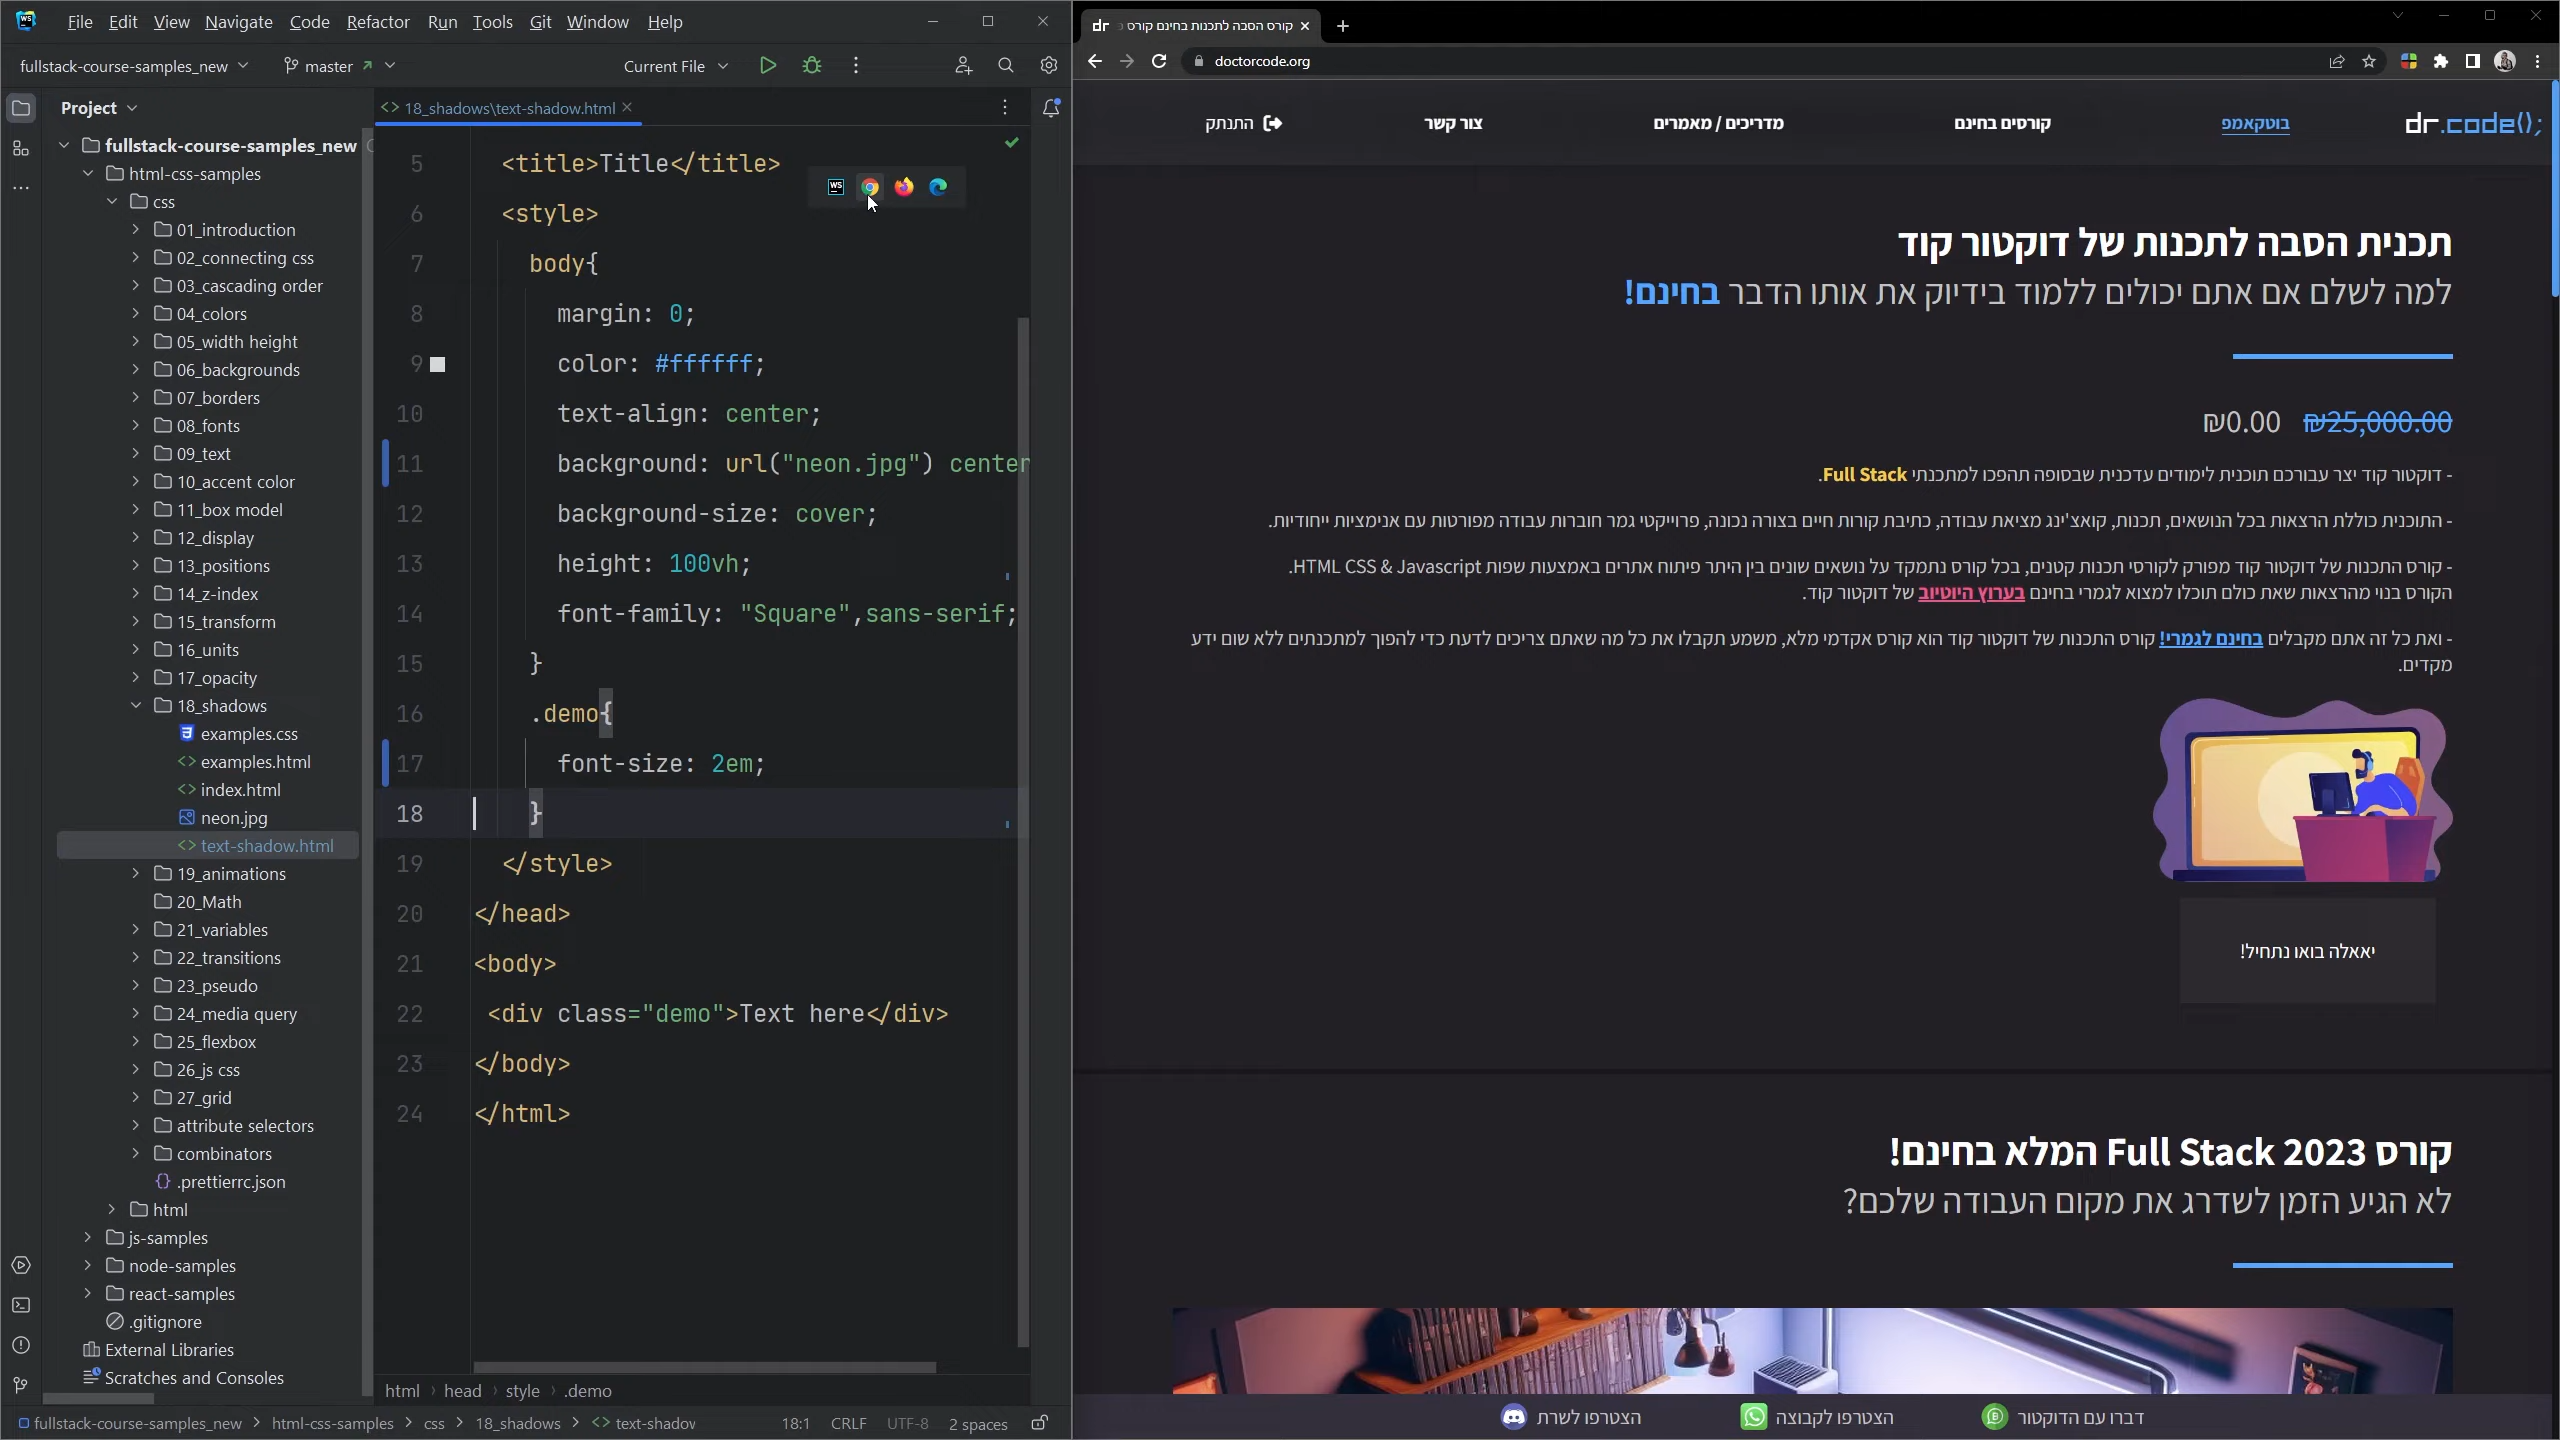 File Edit View Navigate Code Refactor Run Tools Git Window Help
fullstack-course-samples_new
master
Current File
Project
fullstack-course-samples_new
html-css-samples
css
01_introduction
02_connecting css
03_cascading order
04_colors
05_width height
06_backgrounds
07_borders
08_fonts
09_text
10_accent color
11_box model
12_display
13_positions
14_z-index
15_transform
16_units
17_opacity
18_shadows
examples.css
examples.html
index.html
neon.jpg
text-shadow.html
19_animations
20_Math
21_variables
22_transitions
23_pseudo
24_media query
25_flexbox
26_js css
27_grid
attribute selectors
combinators
.prettierrc.json
html
js-samples
node-samples
react-samples
.gitignore
External Libraries
Scratches and Consoles
18_shadows\text-shadow.html
5 <title>Title</title>
6 <style>
7 body{
8 margin: 0;
9 color: #ffffff;
10 text-align: center;
11 background: url("neon.jpg") center
12 background-size: cover;
13 height: 100vh;
14 font-family: "Square",sans-serif;
15 }
16 .demo{
17 font-size: 2em;
18 }
19 </style>
20 </head>
21 <body>
22 <div class="demo">Text here</div>
23 </body>
24 </html>
html head style .demo
fullstack-course-samples_new > html-css-samples > css > 18_shadows > text-shadow 18:1 CRLF UTF-8 2 spaces
dr קורס הסבה לתכנות בחינם קורס
doctorcode.org
dr.code();
בוטקאמפ
קורסים בחינם
מדריכים / מאמרים
צור קשר
התנתק
תכנית הסבה לתכנות של דוקטור קוד
למה לשלם אם אתם יכולים ללמוד בידיוק את אותו הדבר בחינם!
₪25,000.00 ₪0.00
- דוקטור קוד יצר עבורכם תוכנית לימודים עדכנית שבסופה תהפכו למתכנתי Full Stack.
- התוכנית כוללת הרצאות בכל הנושאים, תכנות, קואצ'ינג מציאת עבודה, כתיבת קורות חיים בצורה נכונה, פרוייקטי גמר חוברות עבודה מפורטות עם אנימציות ייחודיות.
- קורס התכנות של דוקטור קוד מפורק לקורסי תכנות קטנים, בכל קורס נתמקד על נושאים שונים בין היתר פיתוח אתרים באמצעות שפות HTML CSS & Javascript.
הקורס בנוי מהרצאות שאת כולם תוכלו למצוא לגמרי בחינם בערוץ היוטיוב של דוקטור קוד.
- ואת כל זה אתם מקבלים בחינם לגמרי! קורס התכנות של דוקטור קוד הוא קורס אקדמי מלא, משמע תקבלו את כל מה שאתם צריכים לדעת כדי להפוך למתכנתים ללא שום ידע
מקדים.
יאאלה בואו נתחיל!
קורס Full Stack 2023 המלא בחינם!
לא הגיע הזמן לשדרג את מקום העבודה שלכם?
דברו עם הדוקטור
הצטרפו לקבוצה
הצטרפו לשרת